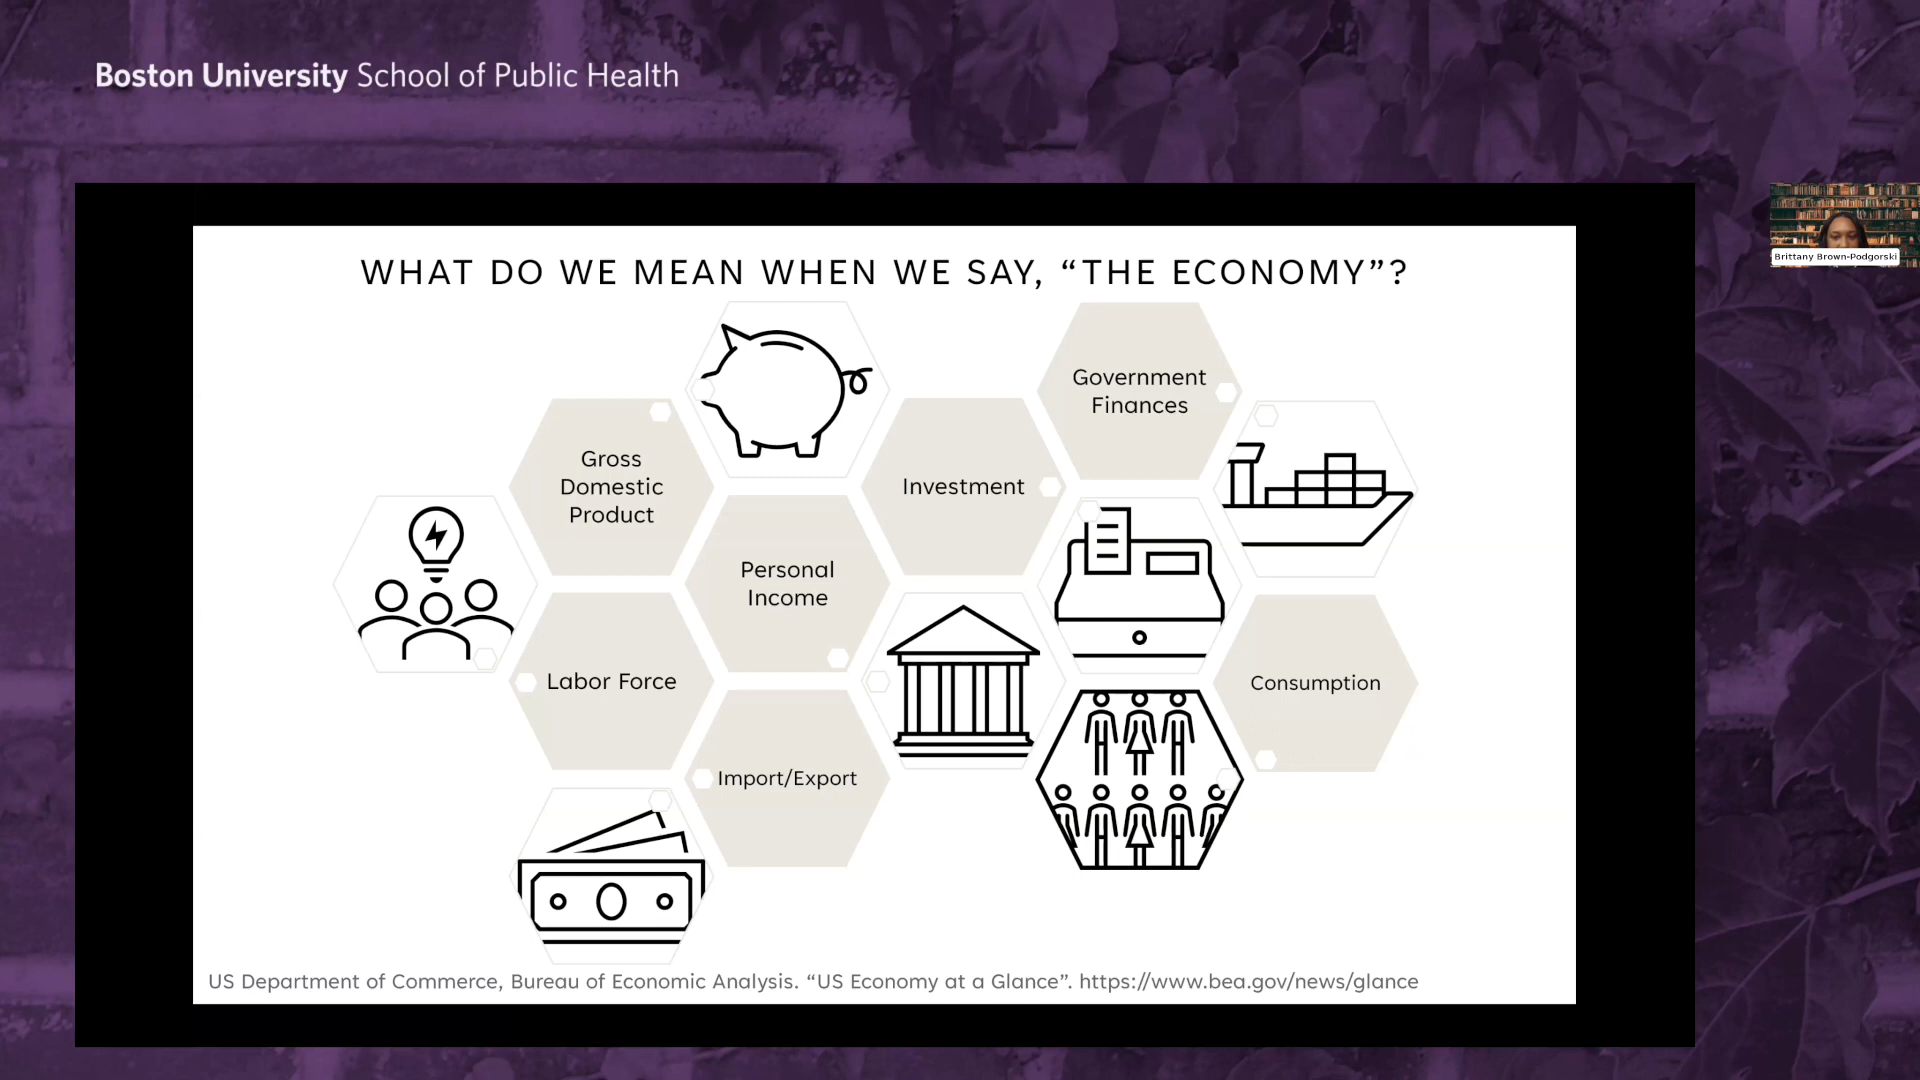 Boston University School of Public Health
Brittany Brown-Podgorski
WHAT DO WE MEAN WHEN WE SAY, “THE ECONOMY”?
Government
Finances
Gross
Domestic
Product
Investment
Personal
Income
Labor Force
Consumption
Import/Export
US Department of Commerce, Bureau of Economic Analysis. “US Economy at a Glance”. https://www.bea.gov/news/glance